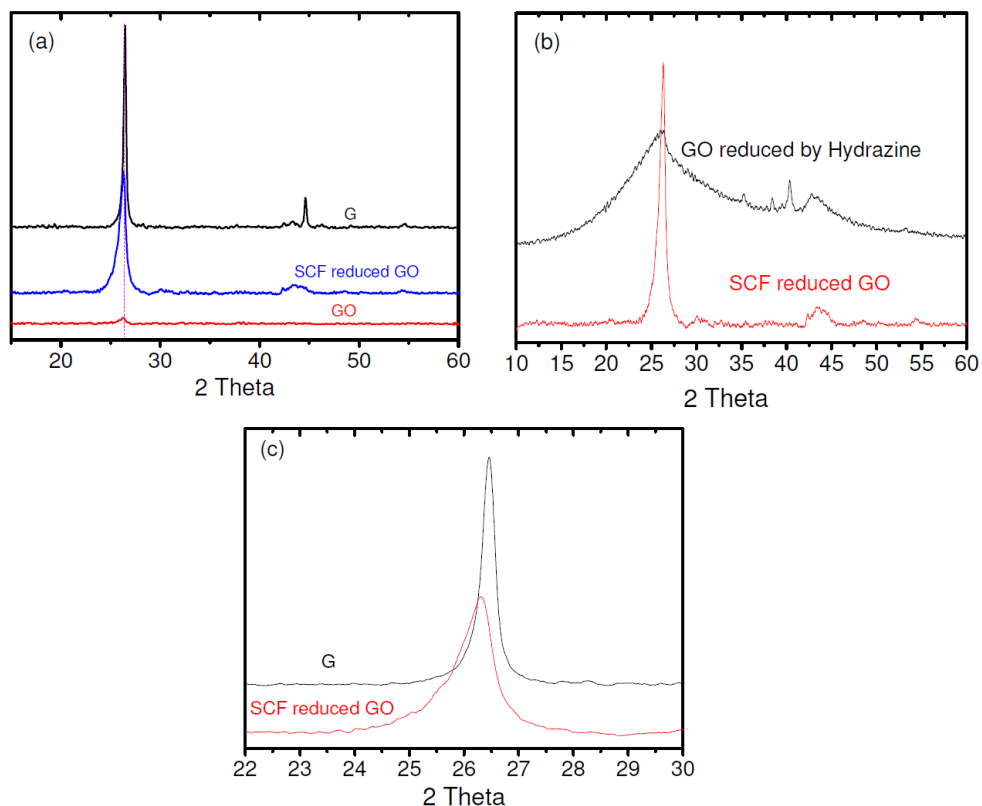 (a)
G
SCF reduced GO
GO
20 30 40 50 60
2 Theta
(b)
GO reduced by Hydrazine
SCF reduced GO
10 15 20 25 30 35 40 45 50 55 60
2 Theta
(c)
G
SCF reduced GO
22 23 24 25 26 27 28 29 30
2 Theta